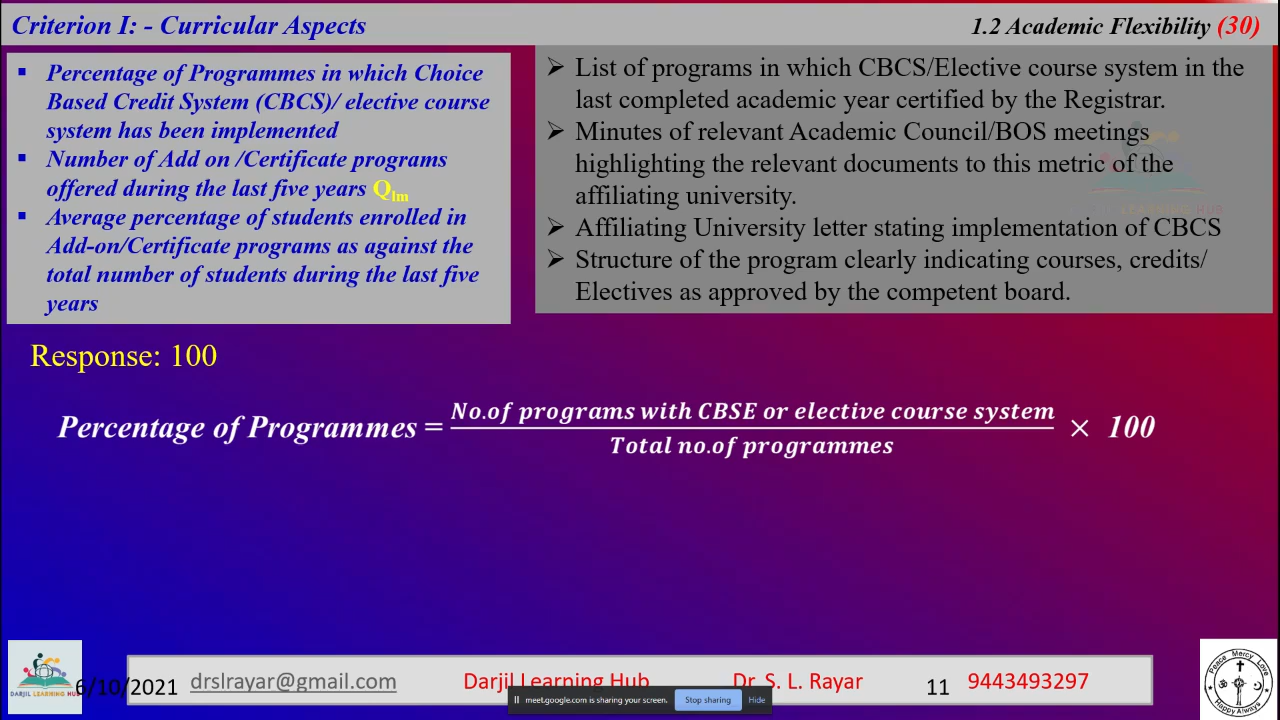 Criterion I: - Curricular Aspects
1.2 Academic Flexibility (30)
▪ Percentage of Programmes in which Choice
Based Credit System (CBCS)/ elective course
system has been implemented
▪ Number of Add on /Certificate programs
offered during the last five years Qlm
▪ Average percentage of students enrolled in
Add-on/Certificate programs as against the
total number of students during the last five
years
➢ List of programs in which CBCS/Elective course system in the
last completed academic year certified by the Registrar.
➢ Minutes of relevant Academic Council/BOS meetings
highlighting the relevant documents to this metric of the
affiliating university.
➢ Affiliating University letter stating implementation of CBCS
➢ Structure of the program clearly indicating courses, credits/
Electives as approved by the competent board.
LEARNING HUB
Response: 100
No.of programs with CBSE or elective course system
Percentage of Programmes = × 100
Total no.of programmes
DARJIL LEARNING HUB
6/10/2021
drslrayar@gmail.com
Darjil Learning Hub
Dr. S. L. Rayar
11
9443493297
meet.google.com is sharing your screen.
Stop sharing
Hide
Peace Mercy Love
Happy Always